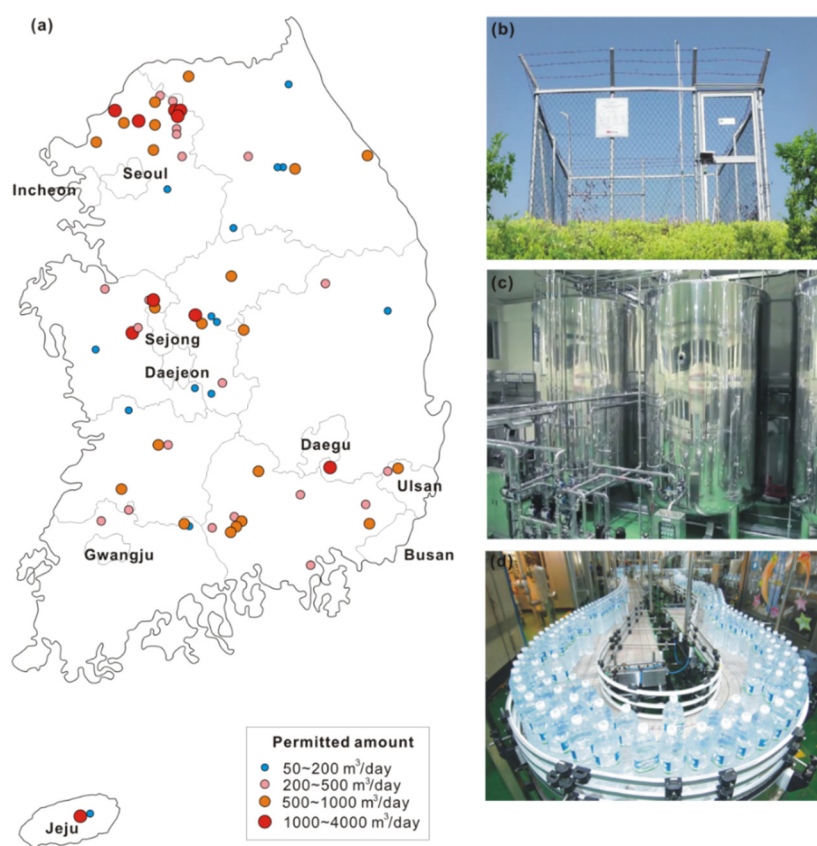 (a)
Seoul
Incheon
Sejong
Daejeon
Daegu
Ulsan
Gwangju
Busan
Jeju
Permitted amount
50~200 m³/day
200~500 m³/day
500~1000 m³/day
1000~4000 m³/day
(b)
(c)
(d)